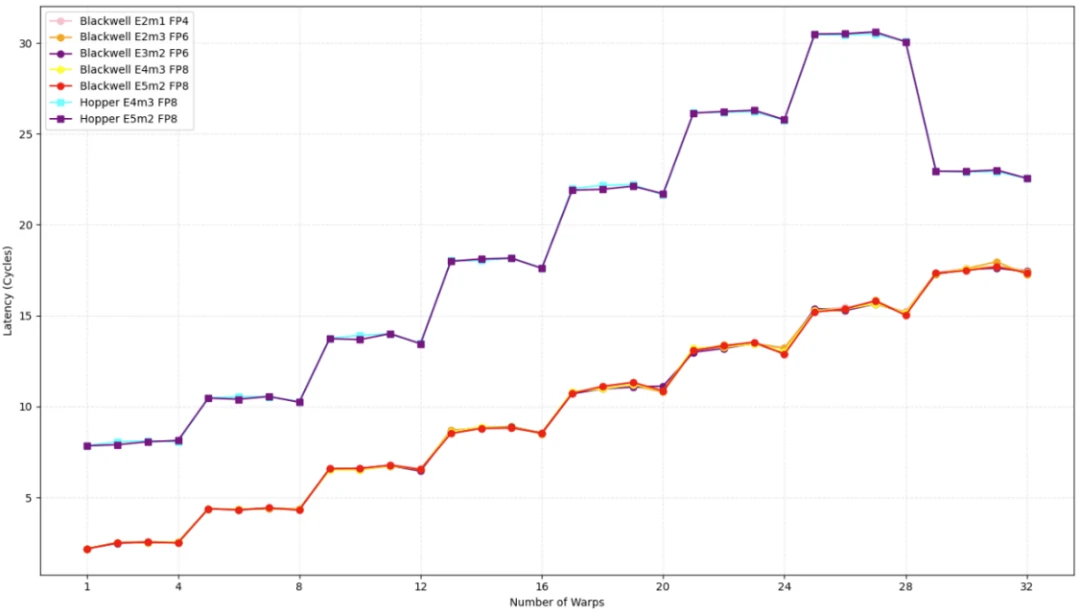 Blackwell E2m1 FP4
Blackwell E2m3 FP6
Blackwell E3m2 FP6
Blackwell E4m3 FP8
Blackwell E5m2 FP8
Hopper E4m3 FP8
Hopper E5m2 FP8
30
25
20
15
10
5
Latency (Cycles)
1 4 8 12 16 20 24 28 32
Number of Warps